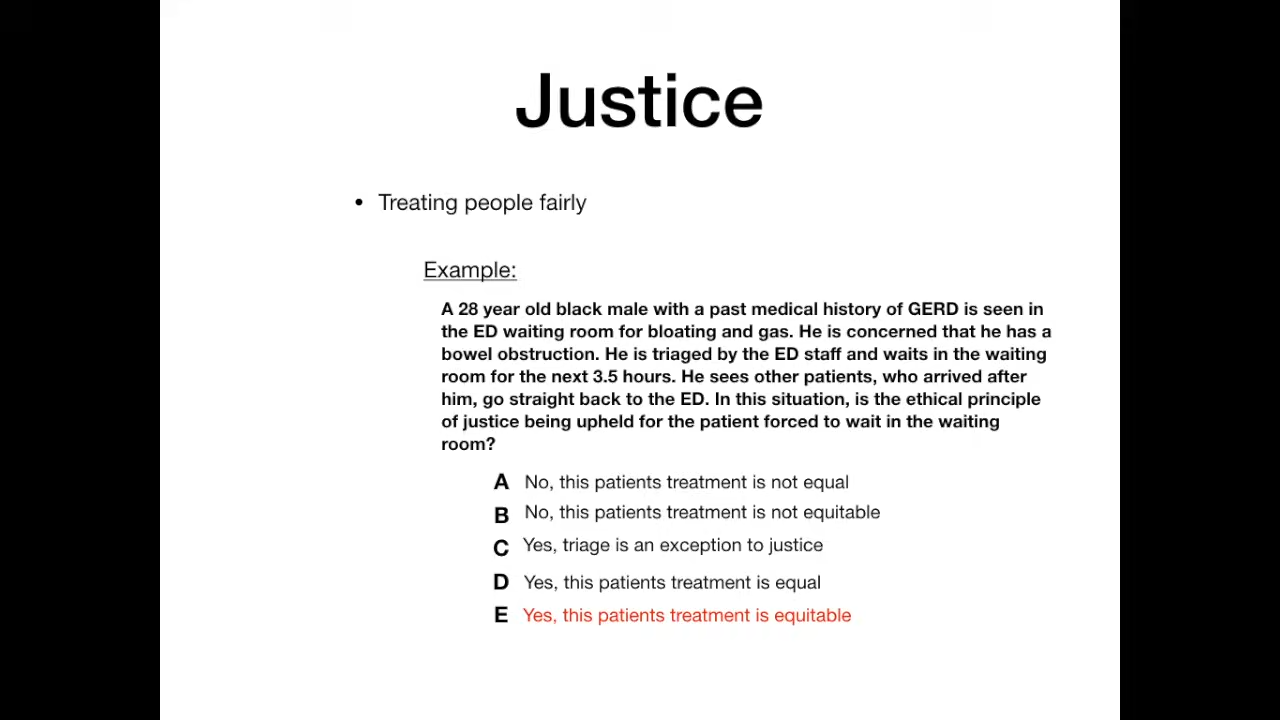 Justice
• Treating people fairly
Example:
A 28 year old black male with a past medical history of GERD is seen in
the ED waiting room for bloating and gas. He is concerned that he has a
bowel obstruction. He is triaged by the ED staff and waits in the waiting
room for the next 3.5 hours. He sees other patients, who arrived after
him, go straight back to the ED. In this situation, is the ethical principle
of justice being upheld for the patient forced to wait in the waiting
room?
A No, this patients treatment is not equal
B No, this patients treatment is not equitable
C Yes, triage is an exception to justice
D Yes, this patients treatment is equal
E Yes, this patients treatment is equitable